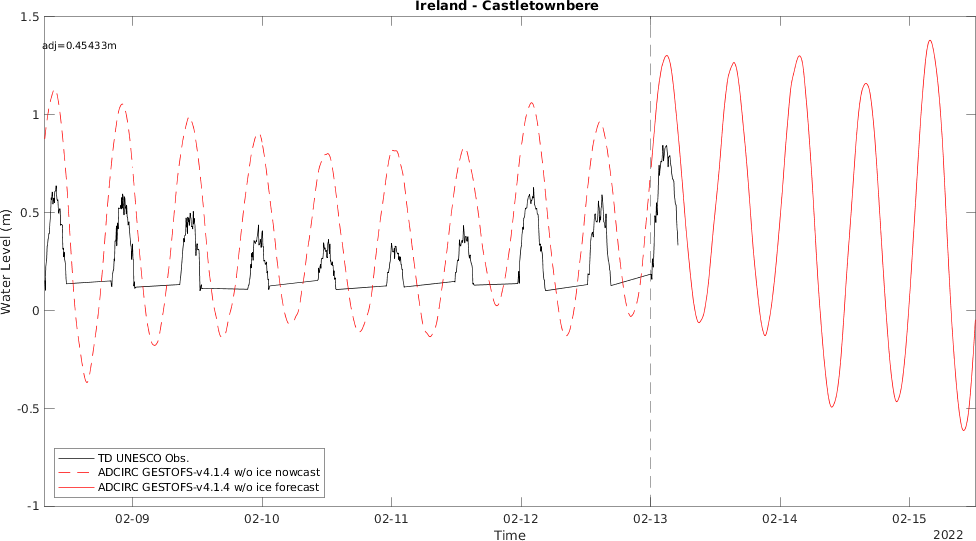 Ireland - Castletownbere
adj=0.45433m
1.5
1
0.5
0
-0.5
-1
Water Level (m)
TD UNESCO Obs.
ADCIRC GESTOFS-v4.1.4 w/o ice nowcast
ADCIRC GESTOFS-v4.1.4 w/o ice forecast
02-09 02-10 02-11 02-12 02-13 02-14 02-15
Time
2022